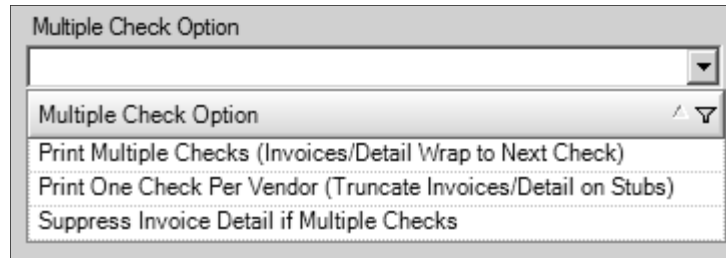 Multiple Check Option
Multiple Check Option
Print Multiple Checks (Invoices/Detail Wrap to Next Check)
Print One Check Per Vendor (Truncate Invoices/Detail on Stubs)
Suppress Invoice Detail if Multiple Checks